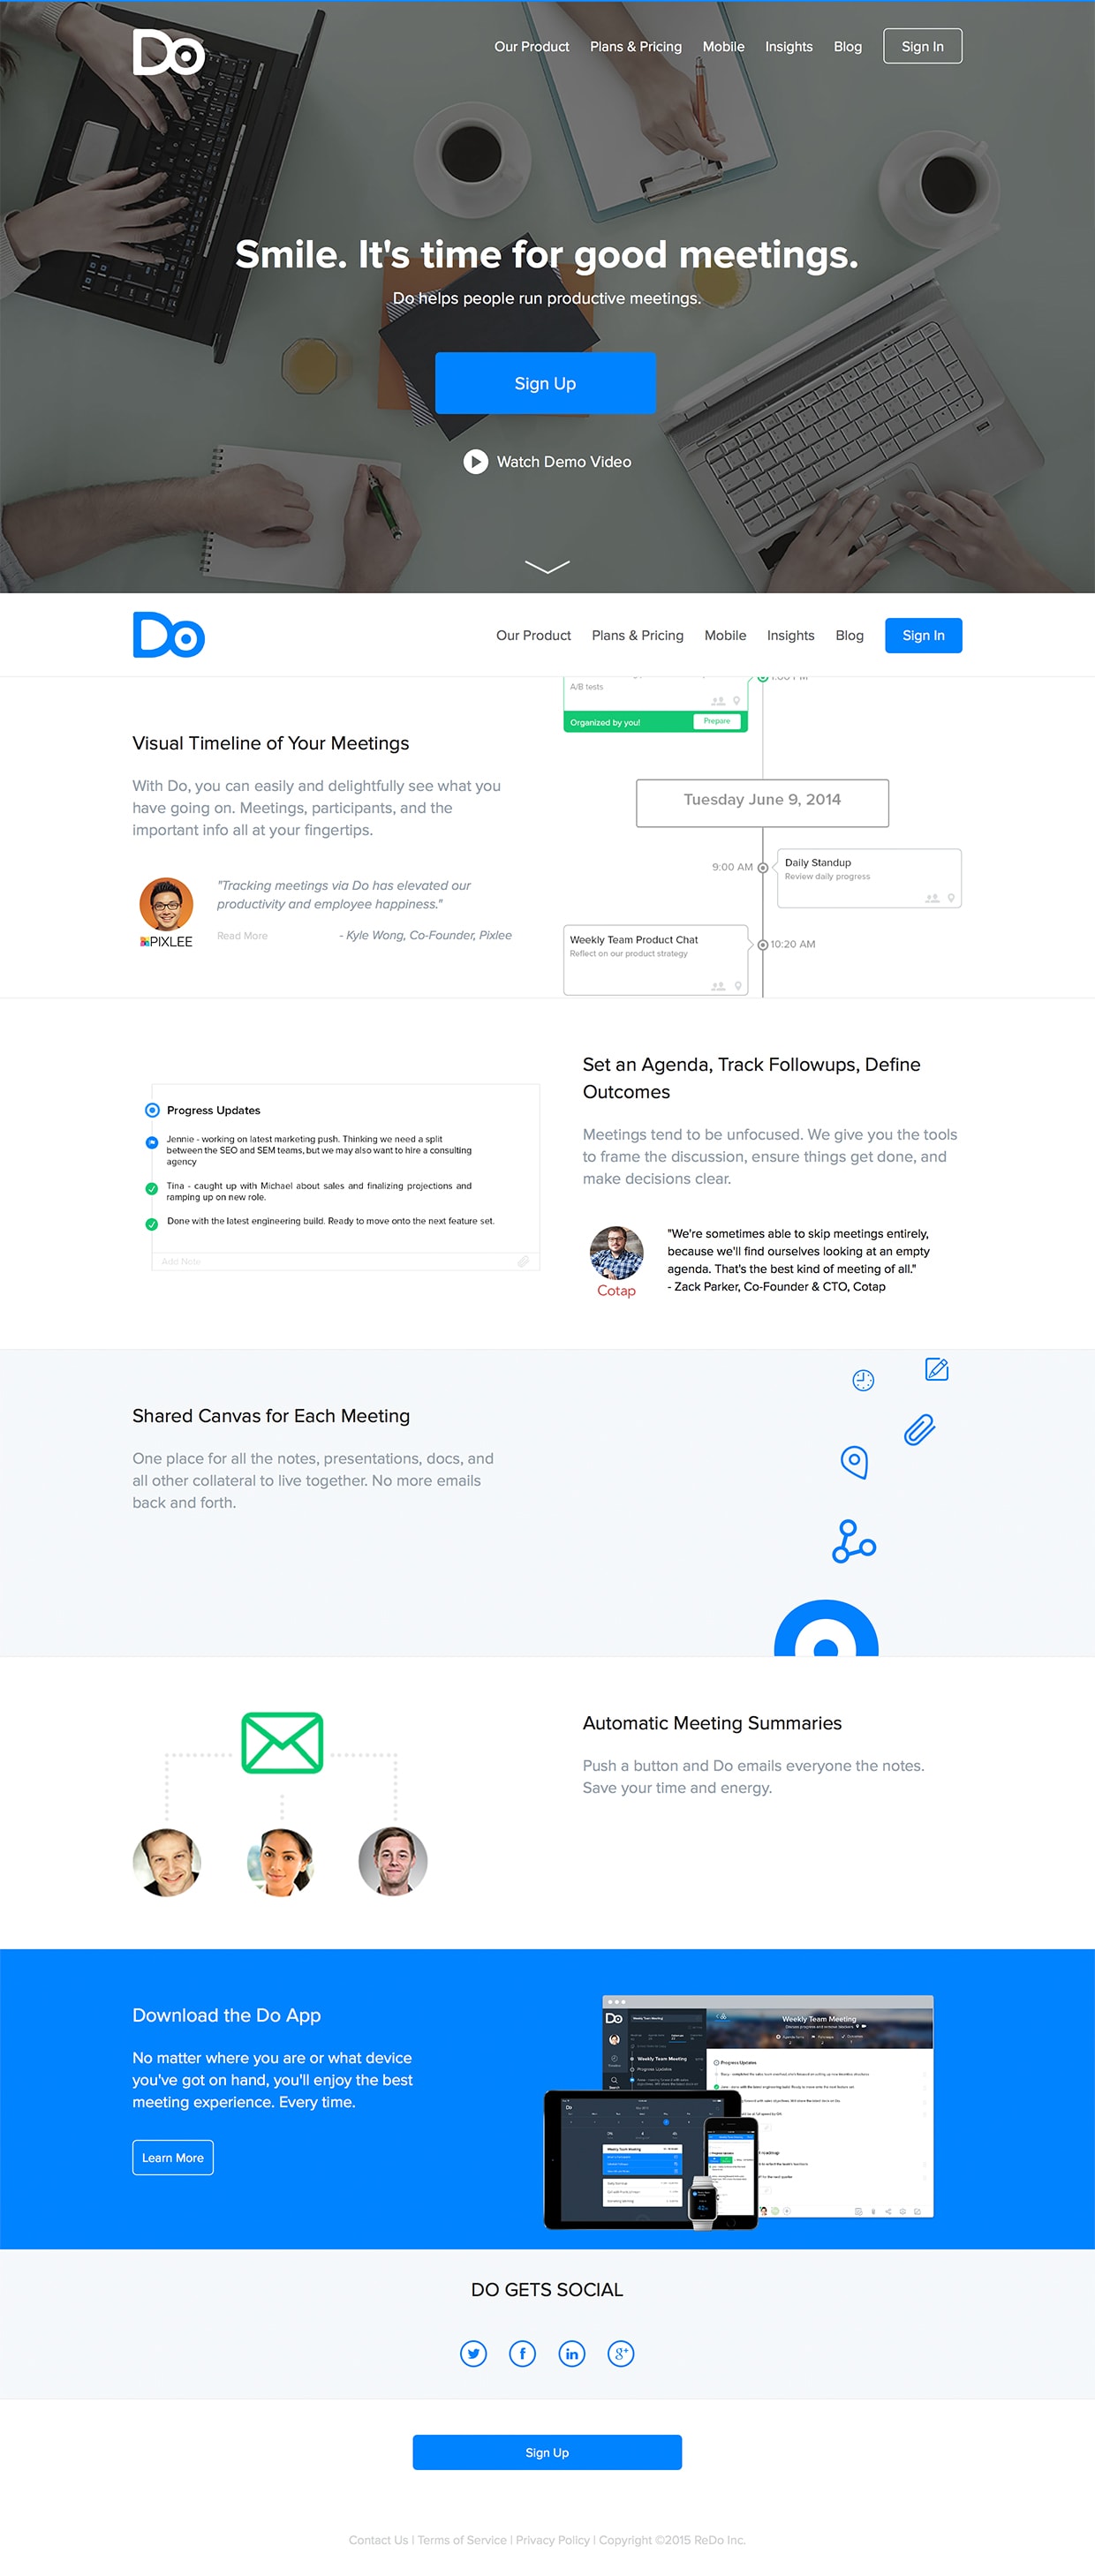 Do
Our Product Plans & Pricing Mobile Insights Blog Sign In
Smile. It's time for good meetings.
Do helps people run productive meetings.
Sign Up
Watch Demo Video
Do
Our Product Plans & Pricing Mobile Insights Blog Sign In
Visual Timeline of Your Meetings
With Do, you can easily and delightfully see what you
have going on. Meetings, participants, and the
important info all at your fingertips.
"Tracking meetings via Do has elevated our
productivity and employee happiness."
PIXLEE
Read More
- Kyle Wong, Co-Founder, Pixlee
A/B tests
Organized by you!
Prepare
Tuesday June 9, 2014
9:00 AM
Daily Standup
Review daily progress
Weekly Team Product Chat
Reflect on our product strategy
10:20 AM
Progress Updates
Jennie - working on latest marketing push. Thinking we need a split
between the SEO and SEM teams, but we may also want to hire a consulting
agency
Tina - caught up with Michael about sales and finalizing projections and
ramping up on new role.
Done with the latest engineering build. Ready to move onto the next feature set.
Add Note
Set an Agenda, Track Followups, Define
Outcomes
Meetings tend to be unfocused. We give you the tools
to frame the discussion, ensure things get done, and
make decisions clear.
Cotap
"We're sometimes able to skip meetings entirely,
because we'll find ourselves looking at an empty
agenda. That's the best kind of meeting of all."
- Zack Parker, Co-Founder & CTO, Cotap
Shared Canvas for Each Meeting
One place for all the notes, presentations, docs, and
all other collateral to live together. No more emails
back and forth.
Automatic Meeting Summaries
Push a button and Do emails everyone the notes.
Save your time and energy.
Download the Do App
No matter where you are or what device
you've got on hand, you'll enjoy the best
meeting experience. Every time.
Learn More
Do
Weekly Team Meeting
Weekly Team Meeting
Progress Updates
Progress Updates
DO GETS SOCIAL
Sign Up
Contact Us | Terms of Service | Privacy Policy | Copyright ©2015 ReDo Inc.